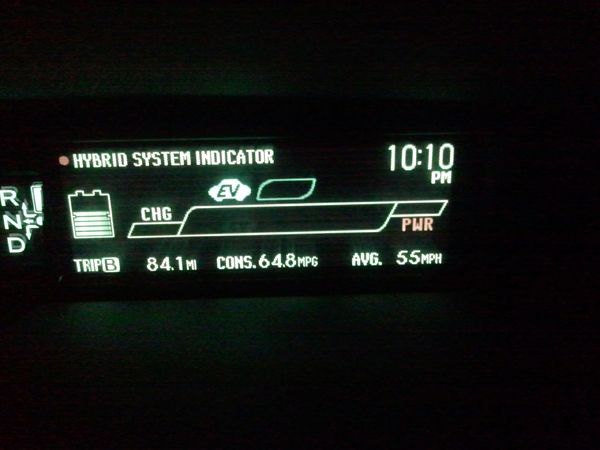 HYBRID SYSTEM INDICATOR
10:10
PM
R
N
D
EV
CHG
PWR
TRIP B 84.1 MI CONS. 64.8 MPG AVG. 55 MPH